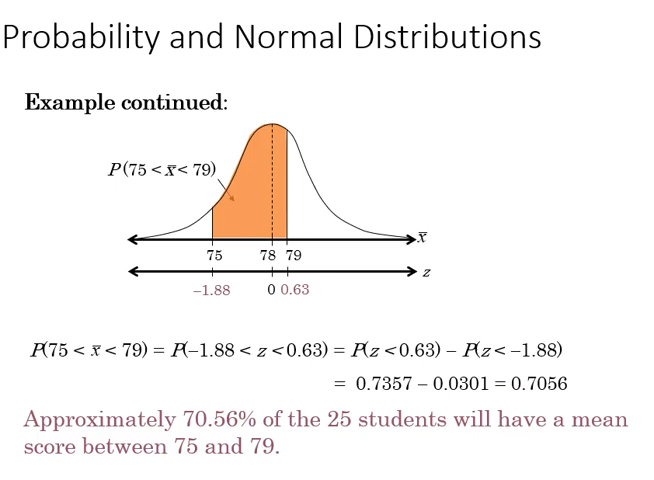 Probability and Normal Distributions
Example continued:
P(75 < x̅ < 79)
x̅
75 78 79
z
−1.88 0 0.63
P(75 < x̅ < 79) = P(−1.88 < z < 0.63) = P(z < 0.63) − P(z < −1.88)
= 0.7357 − 0.0301 = 0.7056
Approximately 70.56% of the 25 students will have a mean
score between 75 and 79.